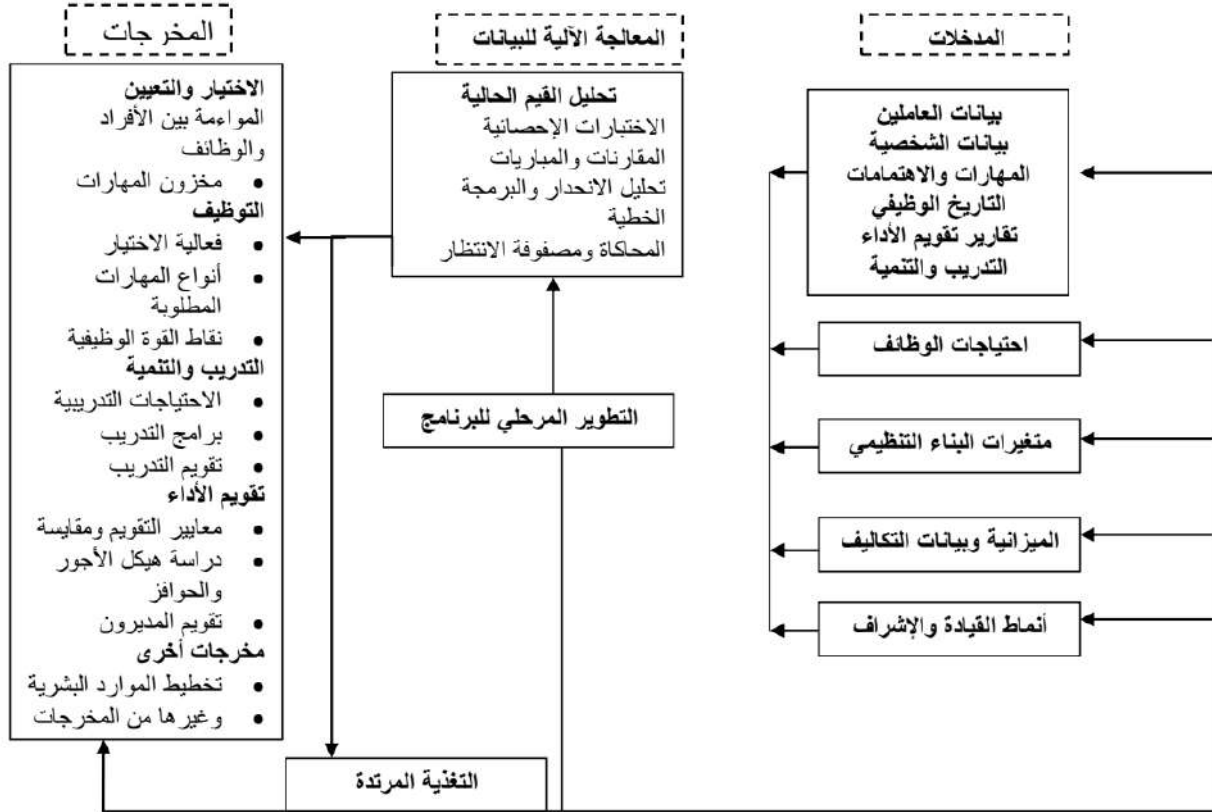 المدخلات
بيانات العاملين
بيانات الشخصية
المهارات والاهتمامات
التاريخ الوظيفي
تقارير تقويم الأداء
التدريب والتنمية
احتياجات الوظائف
متغيرات البناء التنظيمي
الميزانية وبيانات التكاليف
أنماط القيادة والإشراف
المعالجة الآلية للبيانات
تحليل القيم الحالية
الاختبارات الإحصائية
المقارنات والمباريات
تحليل الانحدار والبرمجة
الخطية
المحاكاة ومصفوفة الانتظار
التطوير المرحلي للبرنامج
المخرجات
الاختيار والتعيين
المواءمة بين الأفراد
والوظائف
• مخزون المهارات
التوظيف
• فعالية الاختيار
• أنواع المهارات
المطلوبة
• نقاط القوة الوظيفية
التدريب والتنمية
• الاحتياجات التدريبية
• برامج التدريب
• تقويم التدريب
تقويم الأداء
• معايير التقويم ومقايسة
• دراسة هيكل الأجور
والحوافز
• تقويم المديرون
مخرجات أخرى
• تخطيط الموارد البشرية
• وغيرها من المخرجات
التغذية المرتدة